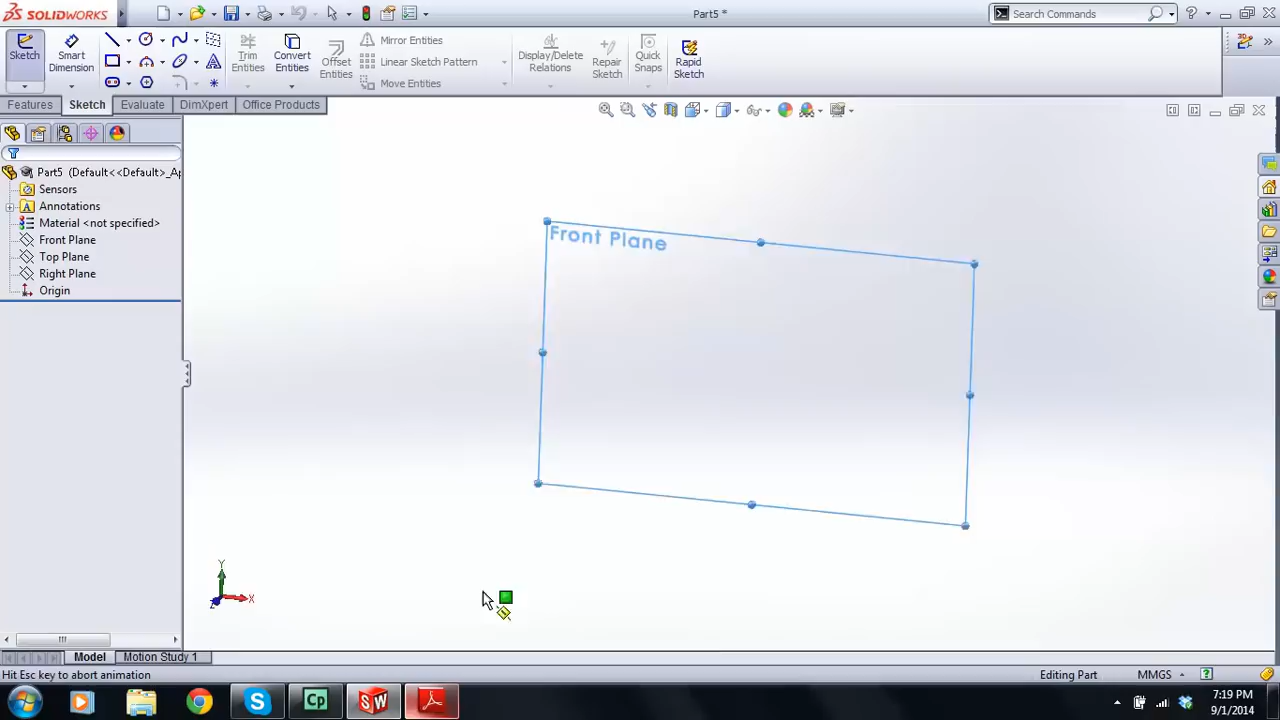 SOLIDWORKS
Part5 *
Search Commands
?
Sketch
Smart Dimension
Trim Entities
Convert Entities
Offset Entities
Mirror Entities
Linear Sketch Pattern
Move Entities
Display/Delete Relations
Repair Sketch
Quick Snaps
Rapid Sketch
Features
Sketch
Evaluate
DimXpert
Office Products
Part5 (Default<<Default>_Ap
Sensors
Annotations
Material <not specified>
Front Plane
Top Plane
Right Plane
Origin
Front Plane
Y
X
Z
Model
Motion Study 1
Hit Esc key to abort animation
Editing Part
MMGS
?
Cp
SW
7:19 PM
9/1/2014